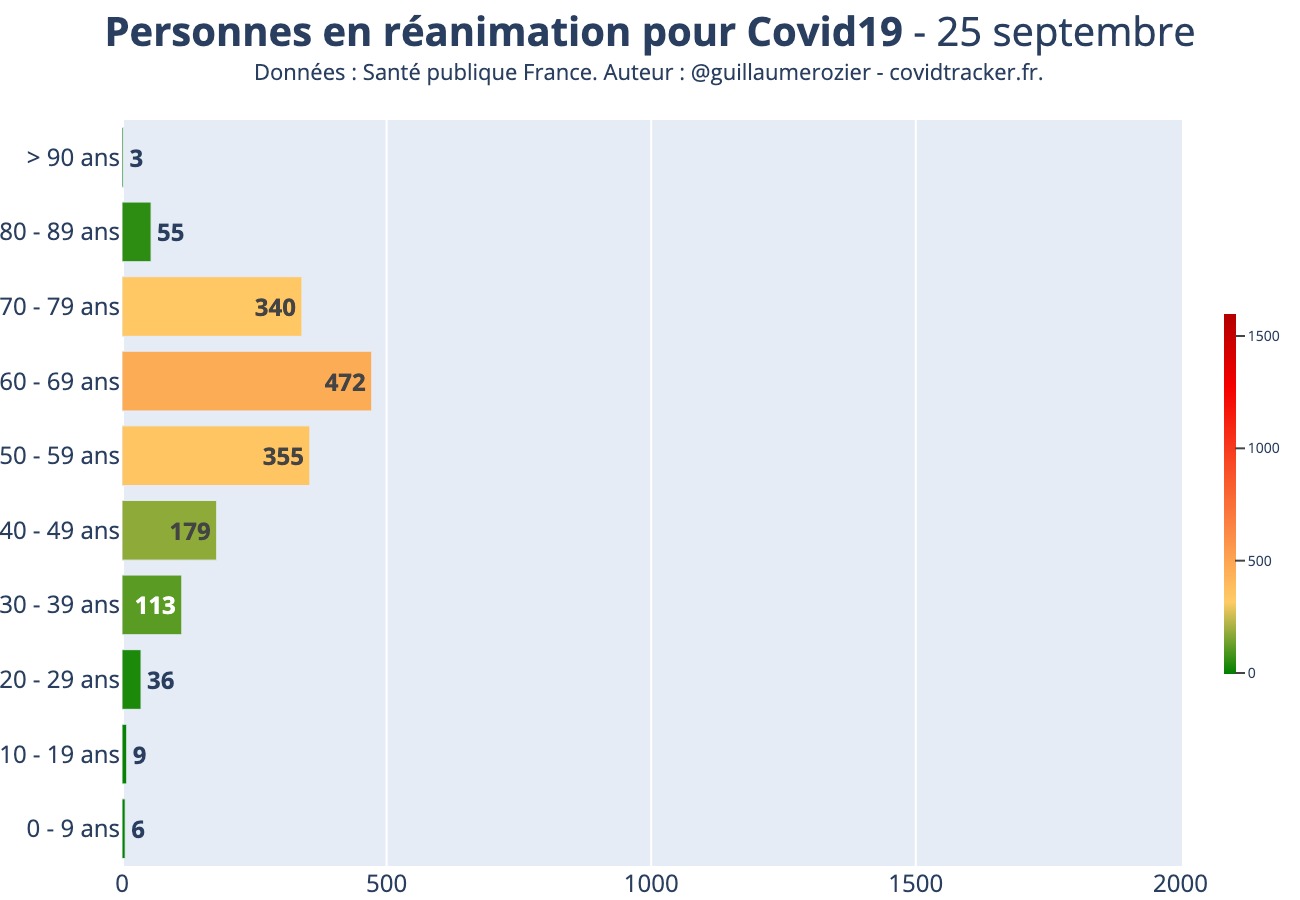 Personnes en réanimation pour Covid19 - 25 septembre
Données : Santé publique France. Auteur : @guillaumerozier - covidtracker.fr.
> 90 ans 3
80 - 89 ans 55
70 - 79 ans 340
60 - 69 ans 472
50 - 59 ans 355
40 - 49 ans 179
30 - 39 ans 113
20 - 29 ans 36
10 - 19 ans 9
0 - 9 ans 6
0 500 1000 1500 2000
1500
1000
500
0